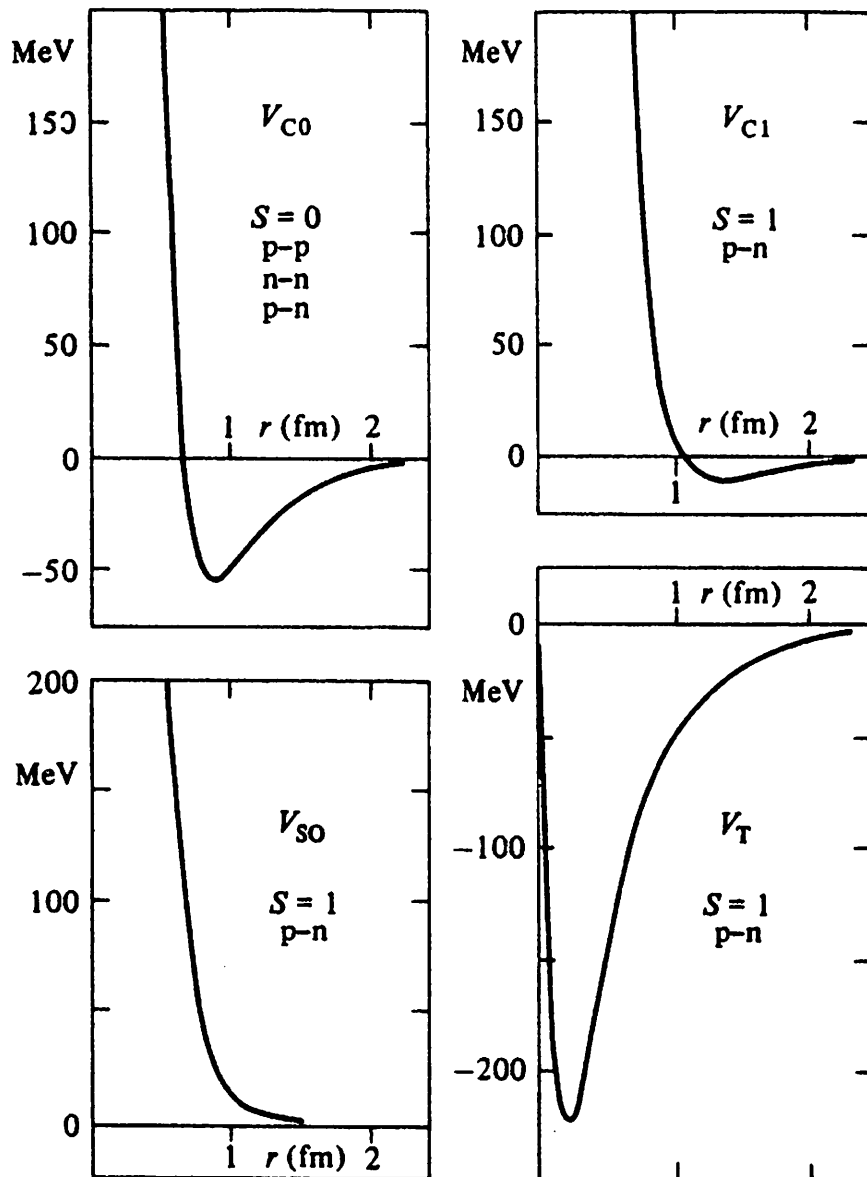 MeV
150
V_C0
100
S = 0
p–p
n–n
p–n
50
1 r (fm) 2
0
−50
MeV
150
V_C1
100
S = 1
p–n
50
r (fm) 2
0
1
200
MeV
V_SO
100
S = 1
p–n
0
1 r (fm) 2
1 r (fm) 2
0
MeV
V_T
−100
S = 1
p–n
−200